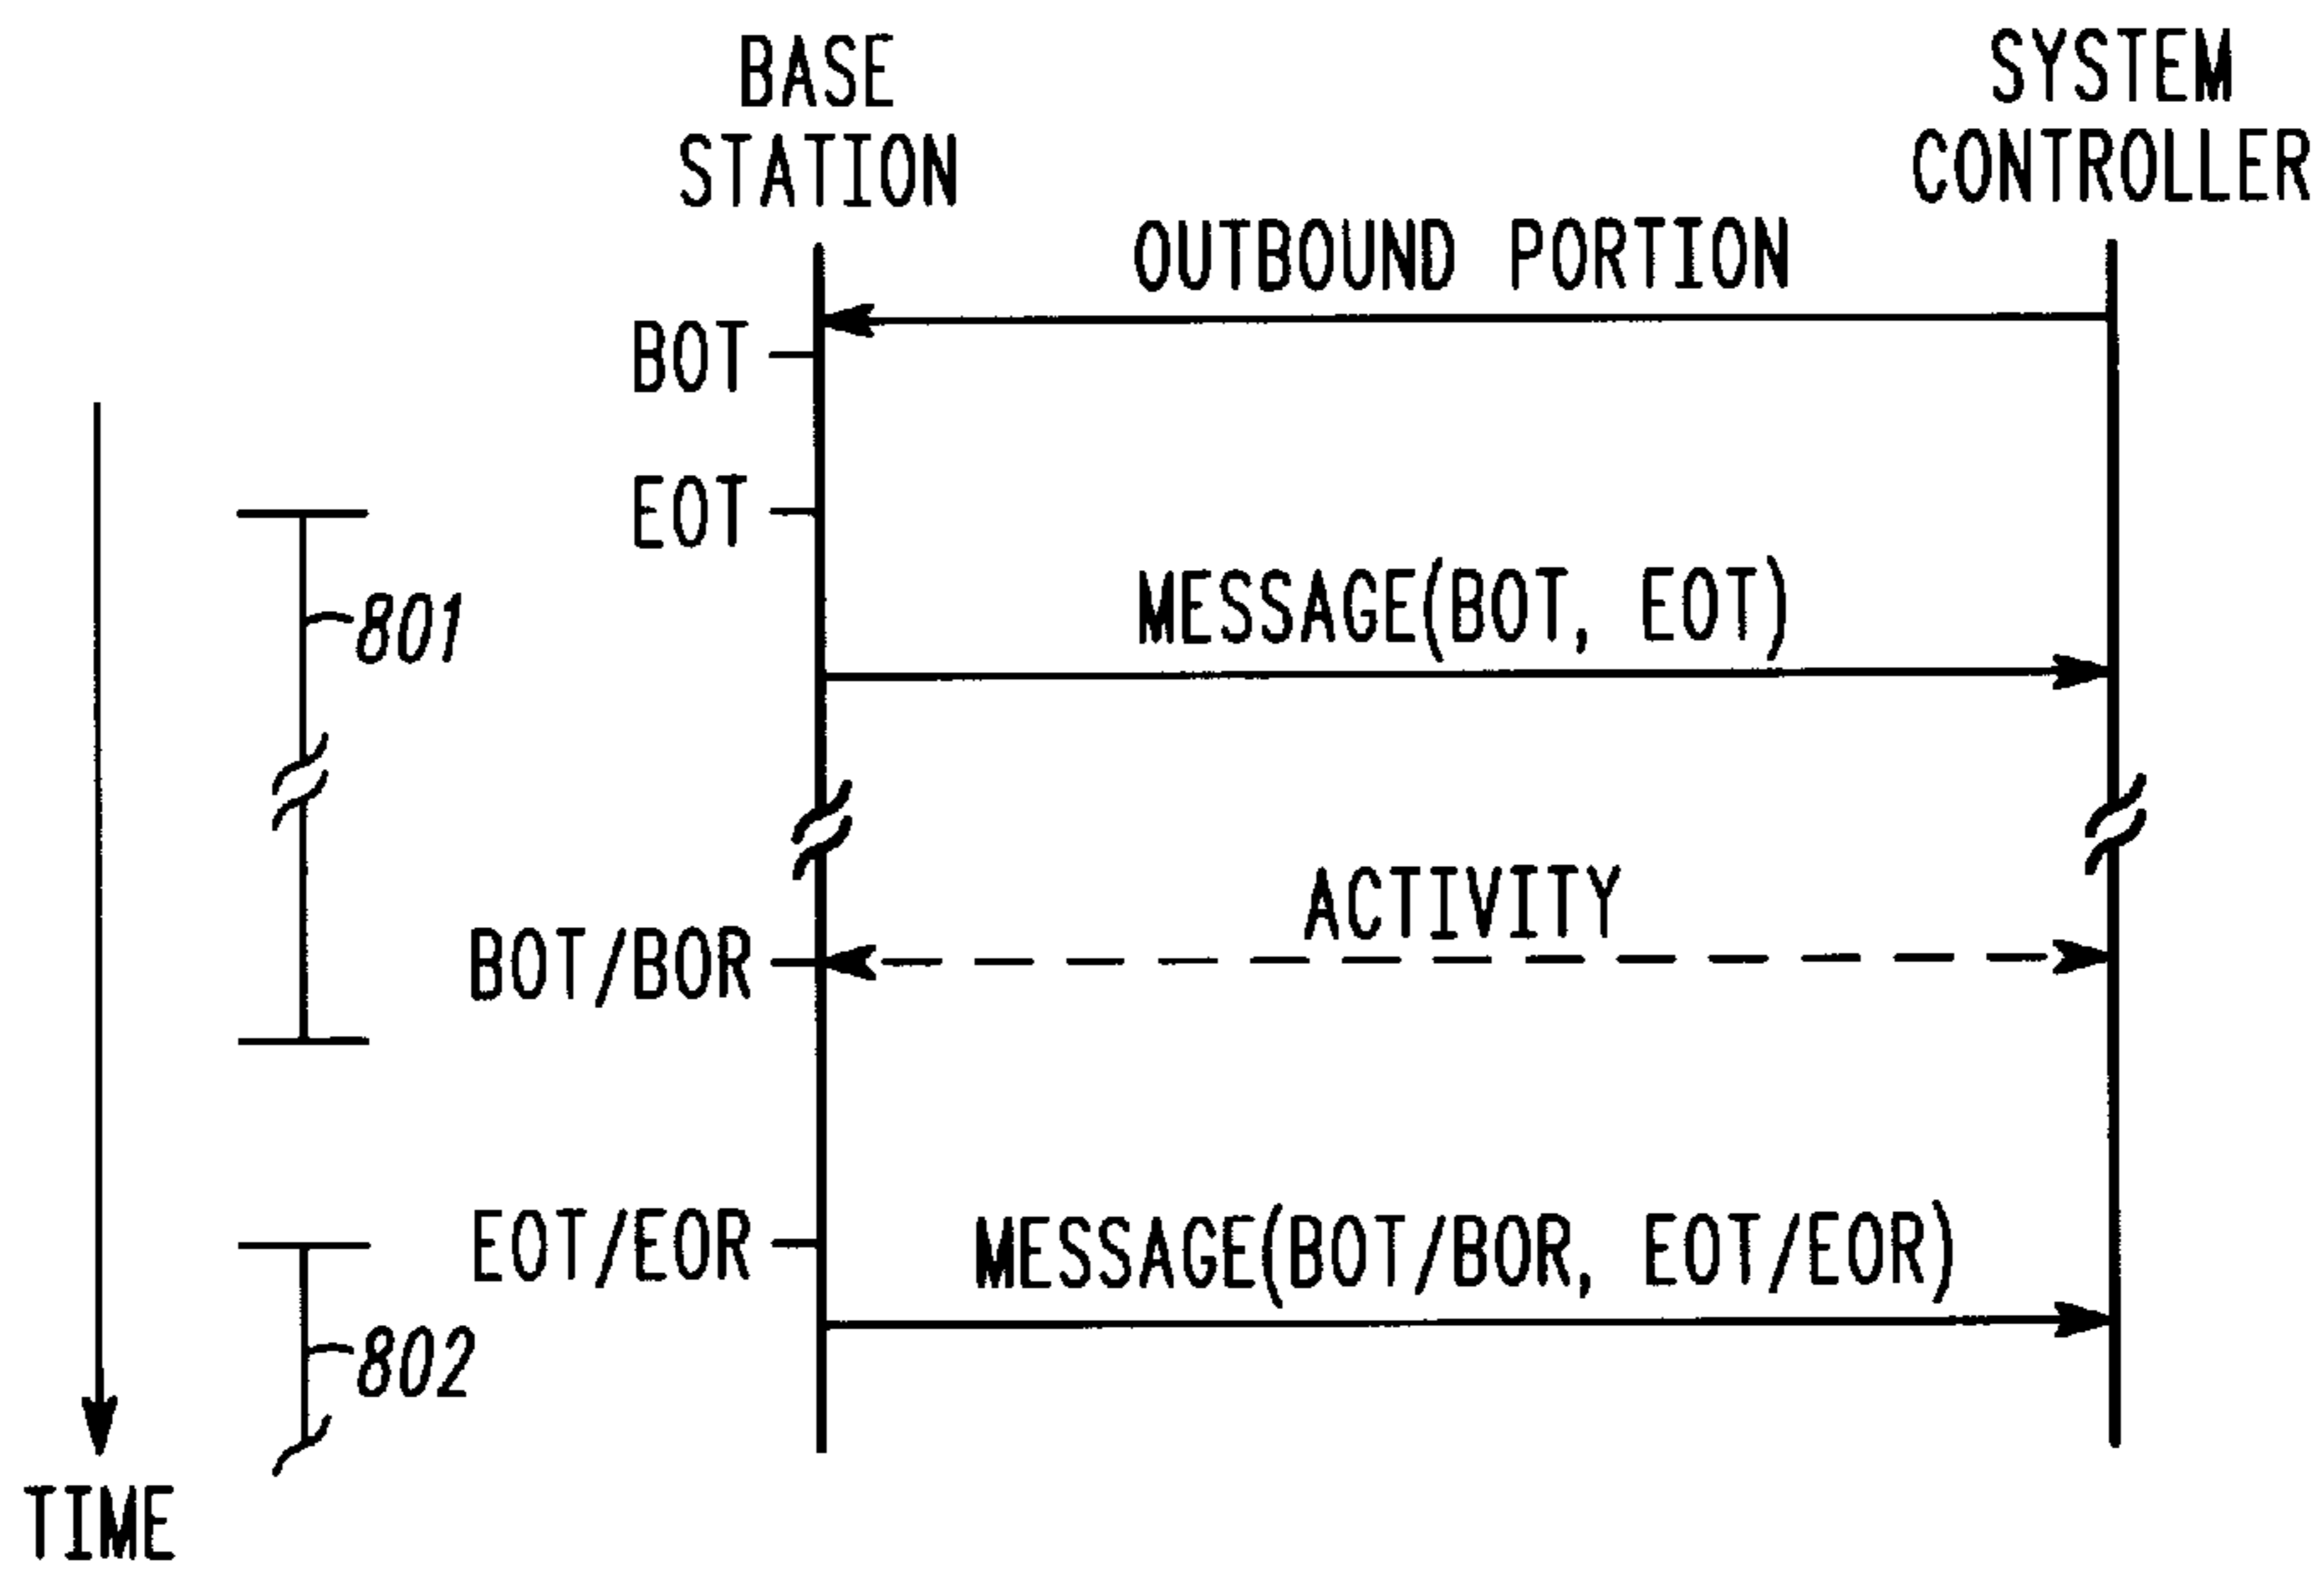 BASE
STATION
SYSTEM
CONTROLLER
OUTBOUND PORTION
BOT
EOT
MESSAGE(BOT, EOT)
801
ACTIVITY
BOT/BOR
EOT/EOR
MESSAGE(BOT/BOR, EOT/EOR)
802
TIME